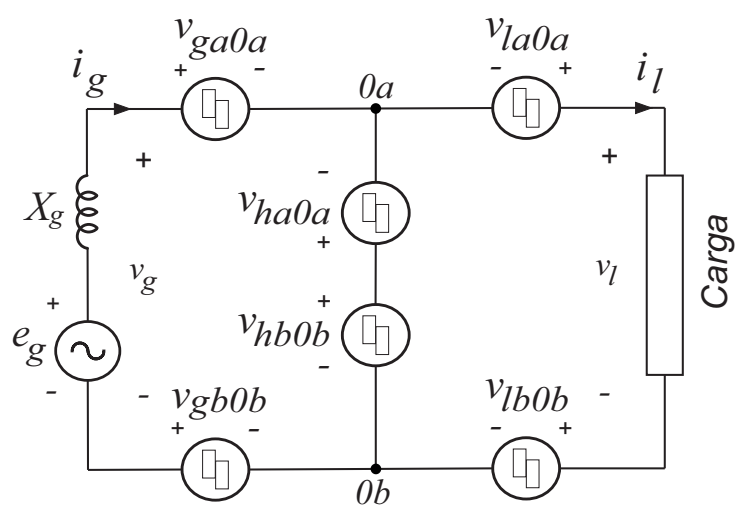 v_ga0a
v_la0a
+ -
- +
i_g
0a
i_l
+
-
+
X_g
v_ha0a
+
v_g
v_l
Carga
+
+
e_g
v_hb0b
-
-
-
v_gb0b
v_lb0b
-
+ -
- +
0b